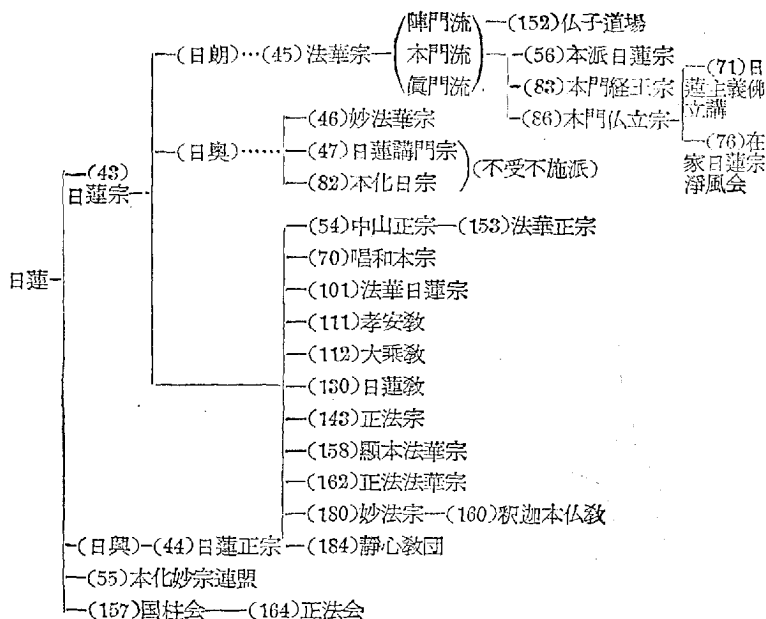 (陣門流 —(152)仏子道場
—(日朗)…(45)法華宗—本門流
—(56)本派日蓮宗
—(83)本門経王宗
—(71)日蓮主義佛立講
眞門流)
—(86)本門仏立宗—
—(76)在家日蓮宗淨風会
—(46)妙法華宗
—(日奥)……—(47)日蓮講門宗
(不受不施派)
—(82)本化日宗
—(43)日蓮宗—
—(54)中山正宗—(153)法華正宗
—(70)唱和本宗
日蓮—
—(101)法華日蓮宗
—(111)孝安教
—(112)大乘教
—(130)日蓮教
—(143)正法宗
—(158)顯本法華宗
—(162)正法法華宗
—(180)妙法宗—(160)釈迦本仏教
—(日興)—(44)日蓮正宗
—(184)靜心教団
—(55)本化妙宗連盟
—(157)国柱会——(164)正法会